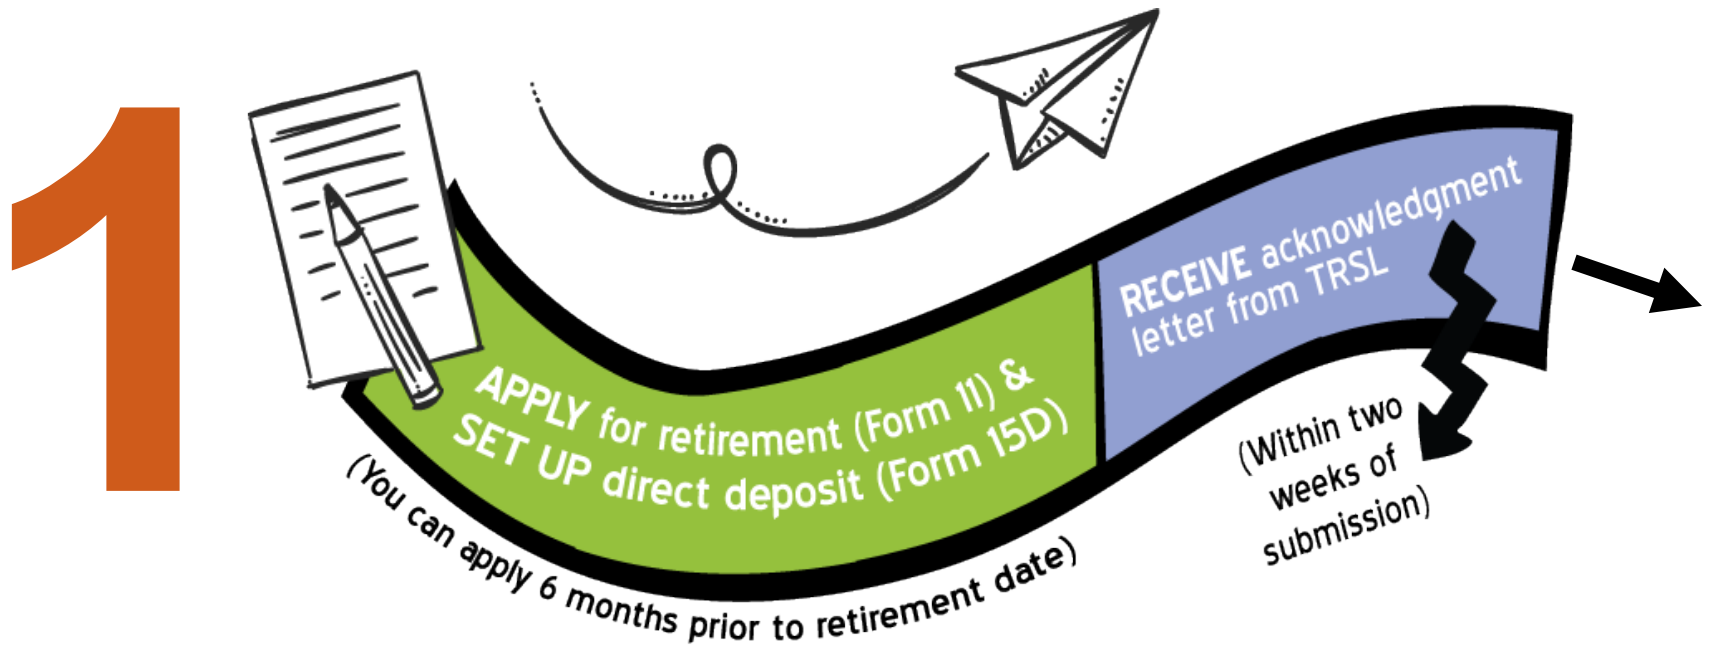 1
APPLY for retirement (Form 11) &
SET UP direct deposit (Form 15D)
(You can apply 6 months prior to retirement date)
RECEIVE acknowledgment
letter from TRSL
(Within two
weeks of
submission)